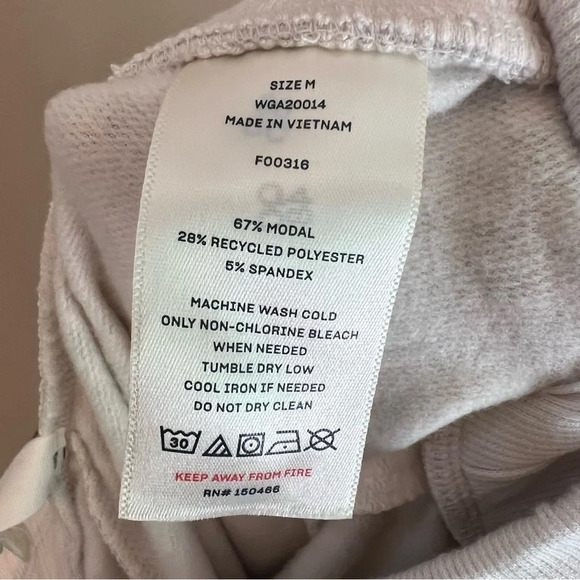 SIZE M
WGA20014
MADE IN VIETNAM
F00316
67% MODAL
28% RECYCLED POLYESTER
5% SPANDEX
MACHINE WASH COLD
ONLY NON-CHLORINE BLEACH
WHEN NEEDED
TUMBLE DRY LOW
COOL IRON IF NEEDED
DO NOT DRY CLEAN
30
KEEP AWAY FROM FIRE
RN# 150466